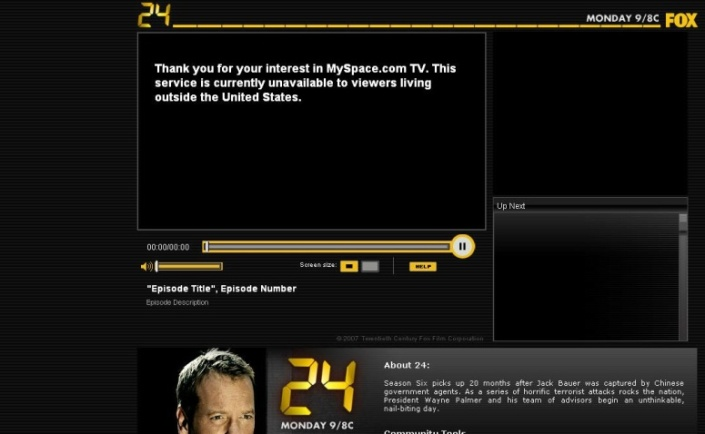 24
MONDAY 9/8C FOX
Thank you for your interest in MySpace.com TV. This
service is currently unavailable to viewers living
outside the United States.
Up Next
00:00/00:00
Screen size:
HELP
"Episode Title", Episode Number
Episode Description
© 2007 Twentieth Century Fox Film Corporation
24
MONDAY 9/8C
About 24:
Season Six picks up 20 months after Jack Bauer was captured by Chinese
government agents. As a series of horrific terrorist attacks rocks the nation,
President Wayne Palmer and his team of advisors begin an unthinkable,
nail-biting day.
Community Tools